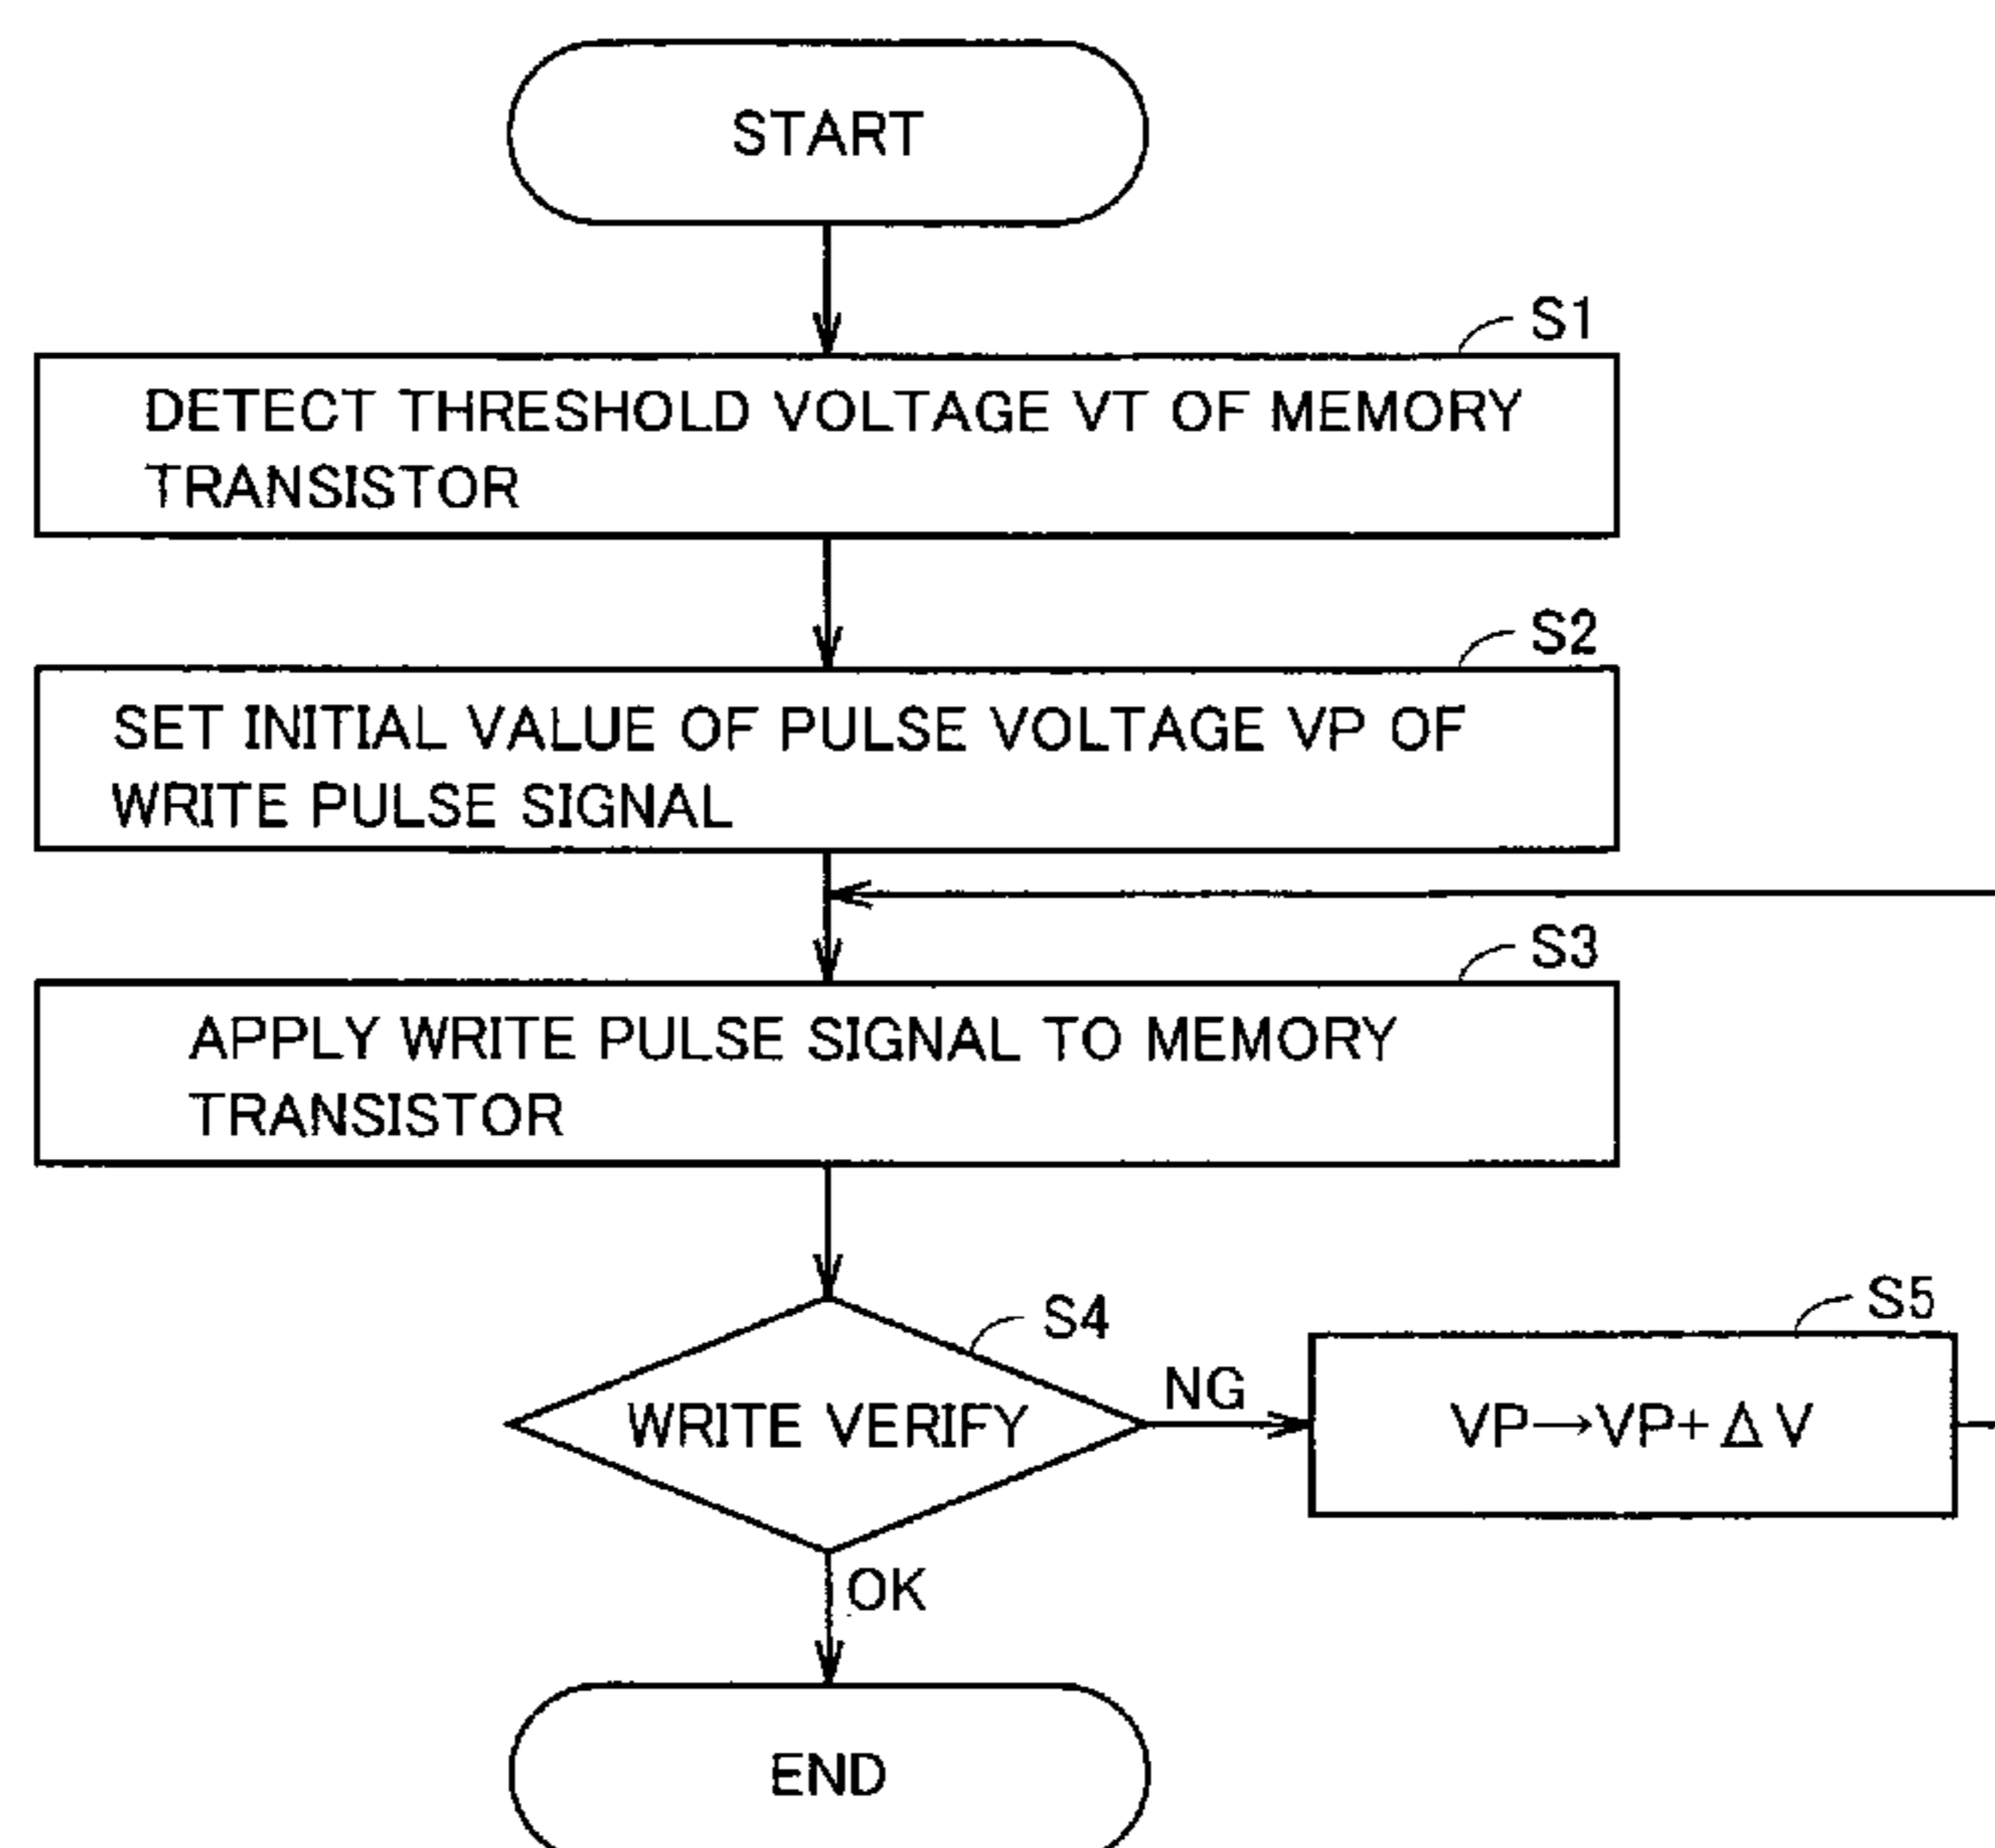 START
S1
DETECT THRESHOLD VOLTAGE VT OF MEMORY
TRANSISTOR
S2
SET INITIAL VALUE OF PULSE VOLTAGE VP OF
WRITE PULSE SIGNAL
S3
APPLY WRITE PULSE SIGNAL TO MEMORY
TRANSISTOR
S4
WRITE VERIFY
NG
S5
VP→VP+ΔV
OK
END